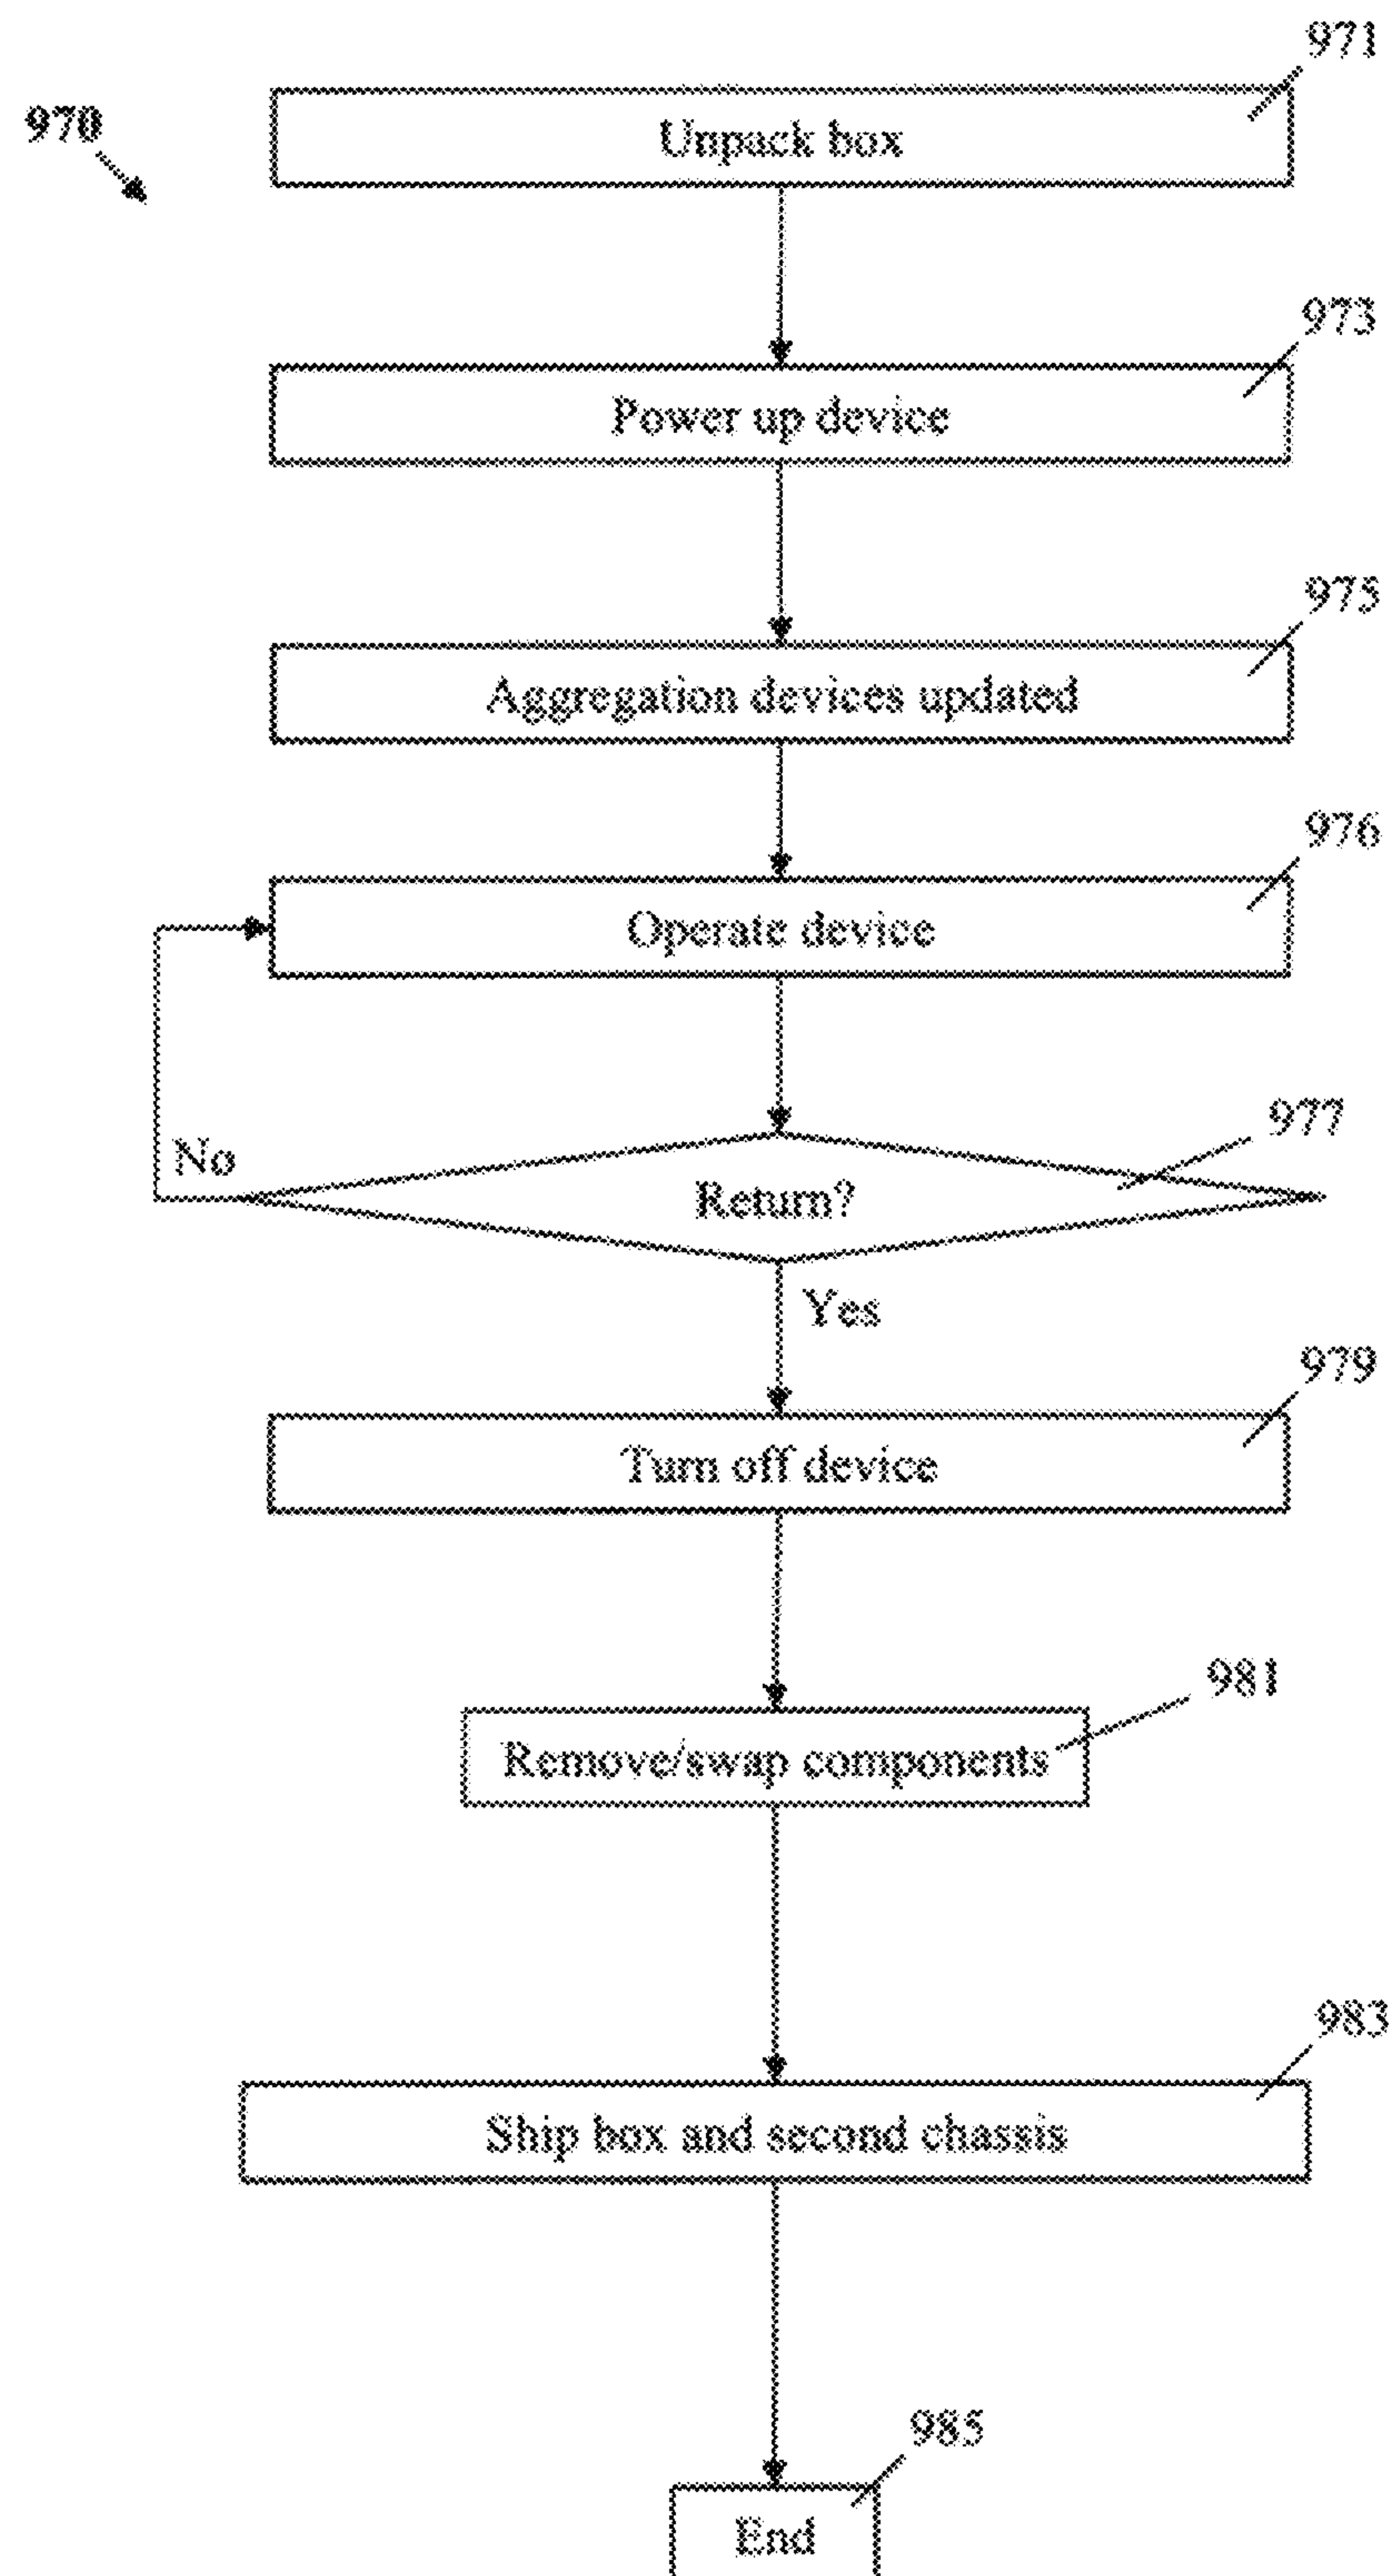 971
970
Unpack box
973
Power up device
975
Aggregation devices updated
976
Operate device
977
No
Return?
Yes
979
Turn off device
981
Remove/swap components
983
Ship box and second chassis
985
End